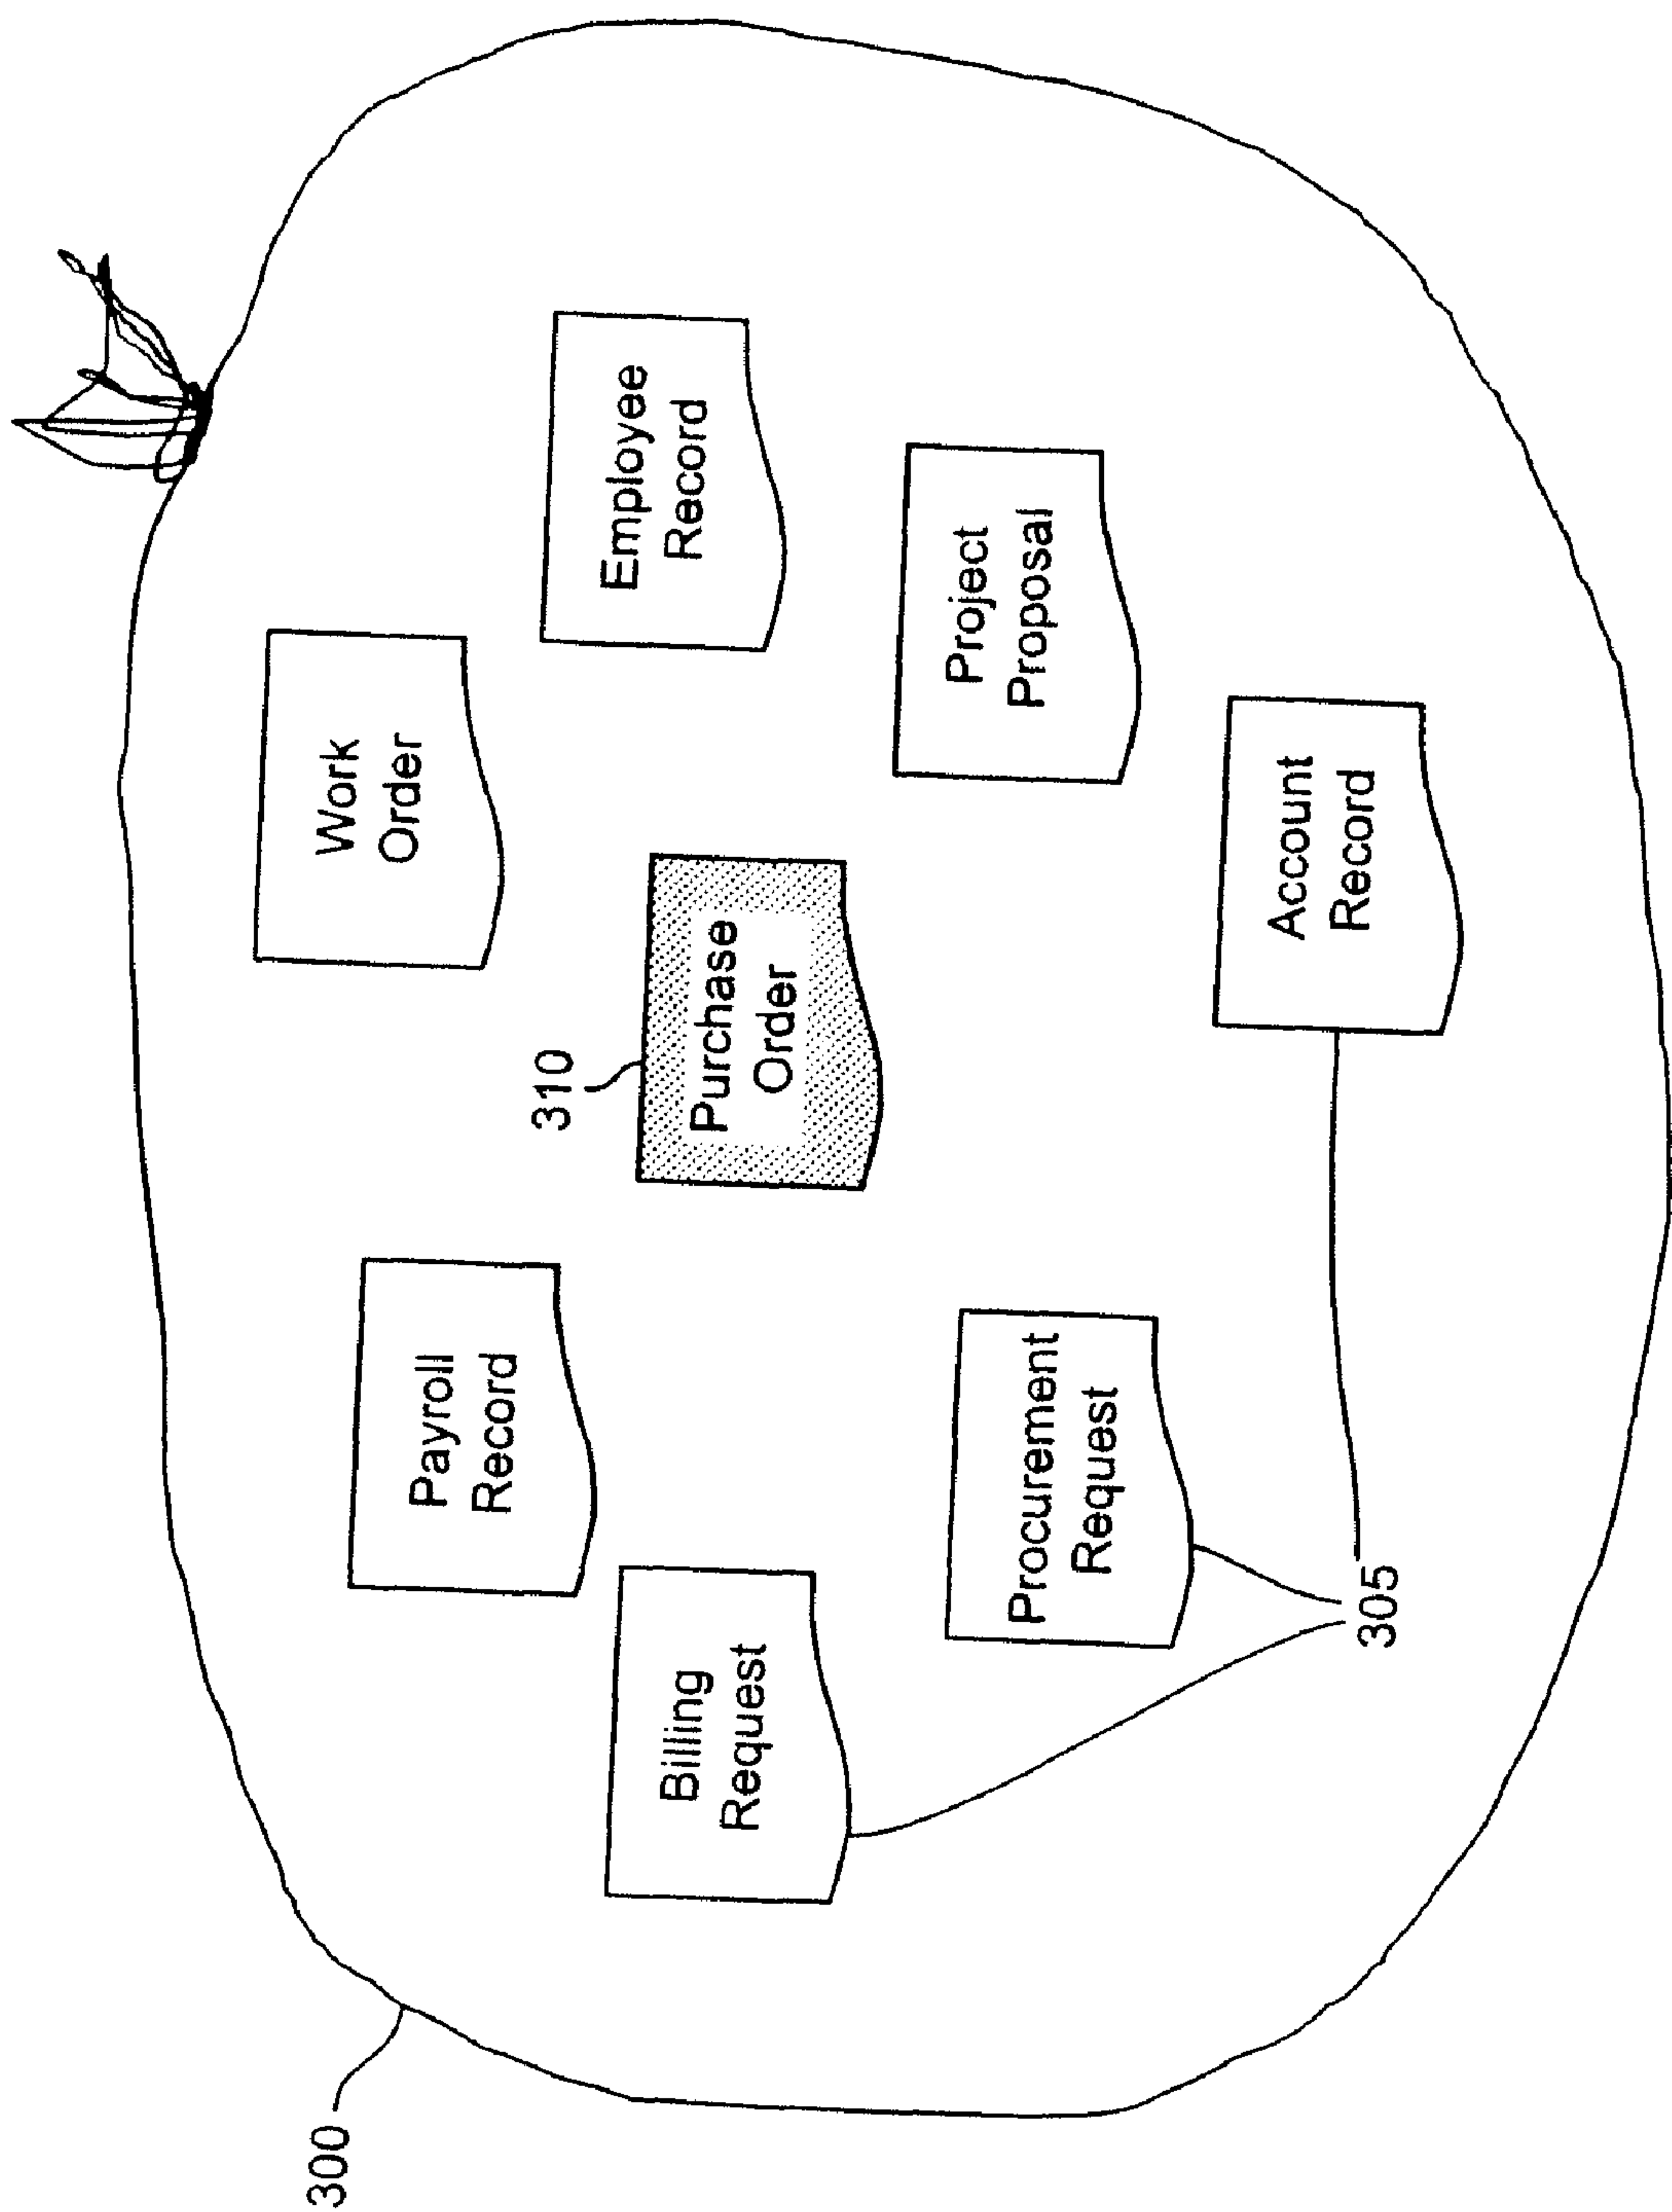 300
Payroll
Record
Work
Order
Billing
Request
310
Purchase
Order
Employee
Record
Procurement
Request
Project
Proposal
305
Account
Record